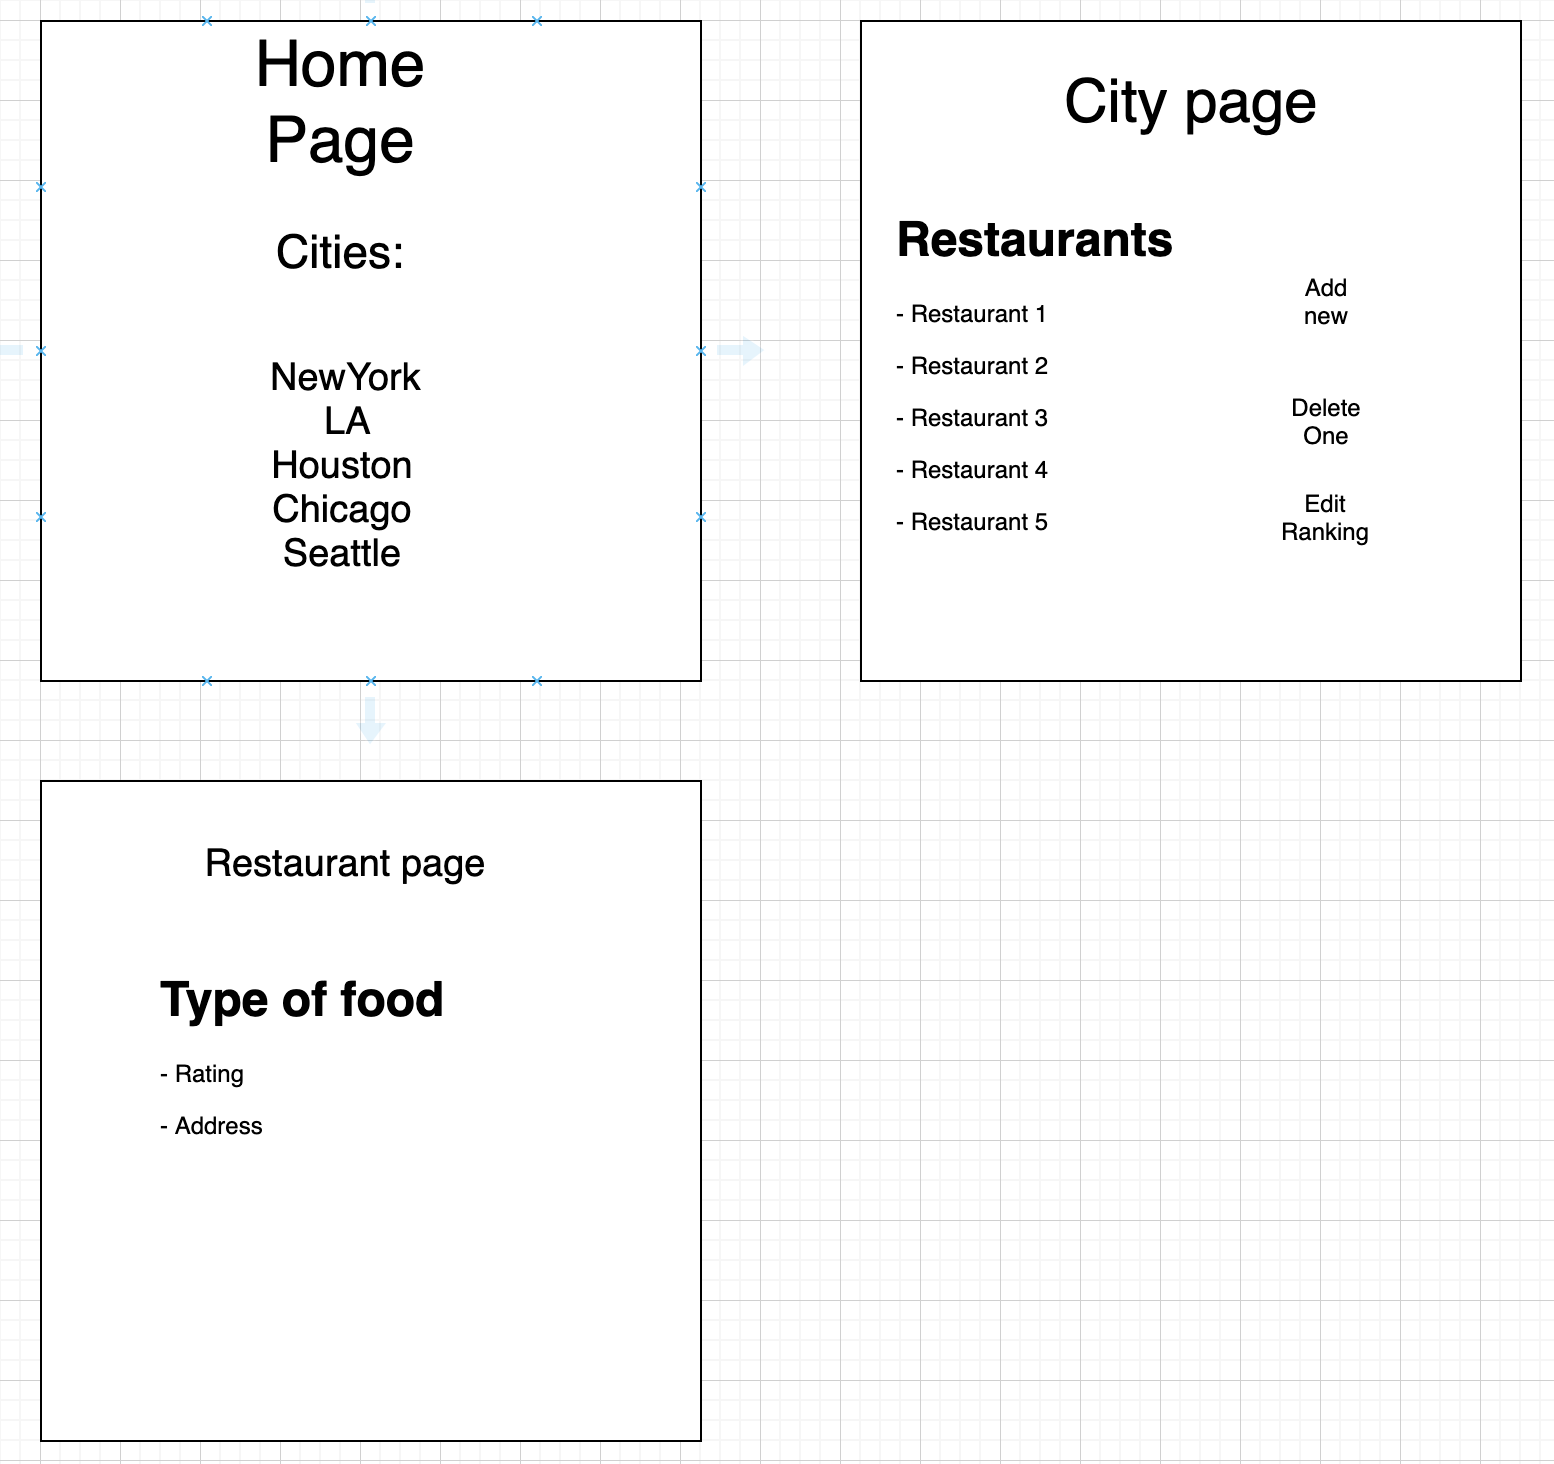 Home
Page
Cities:
NewYork
LA
Houston
Chicago
Seattle
City page
Restaurants
- Restaurant 1
- Restaurant 2
- Restaurant 3
- Restaurant 4
- Restaurant 5
Add
new
Delete
One
Edit
Ranking
Restaurant page
Type of food
- Rating
- Address